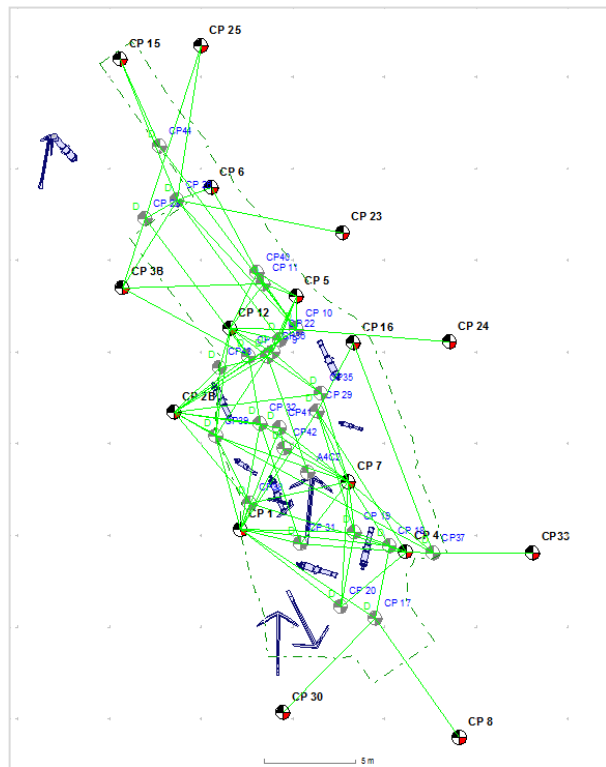 CP 25
CP 15
CP44
D
CP 6
D
D
CP 23
CP40
CP 11
CP 3B
CP 5
CP 10
CP 12
CP 22
CP 16
CP 24
D
CP35
CP 29
D
CP 2B
CP 32
CP41
D
D
CP39
D
CP42
A4C2
CP 7
CP 1
CP 19
CP 31
CP 18
D
D
D
CP 4
CP37
D
CP33
CP 20
D
CP 17
D
CP 30
CP 8
5 m